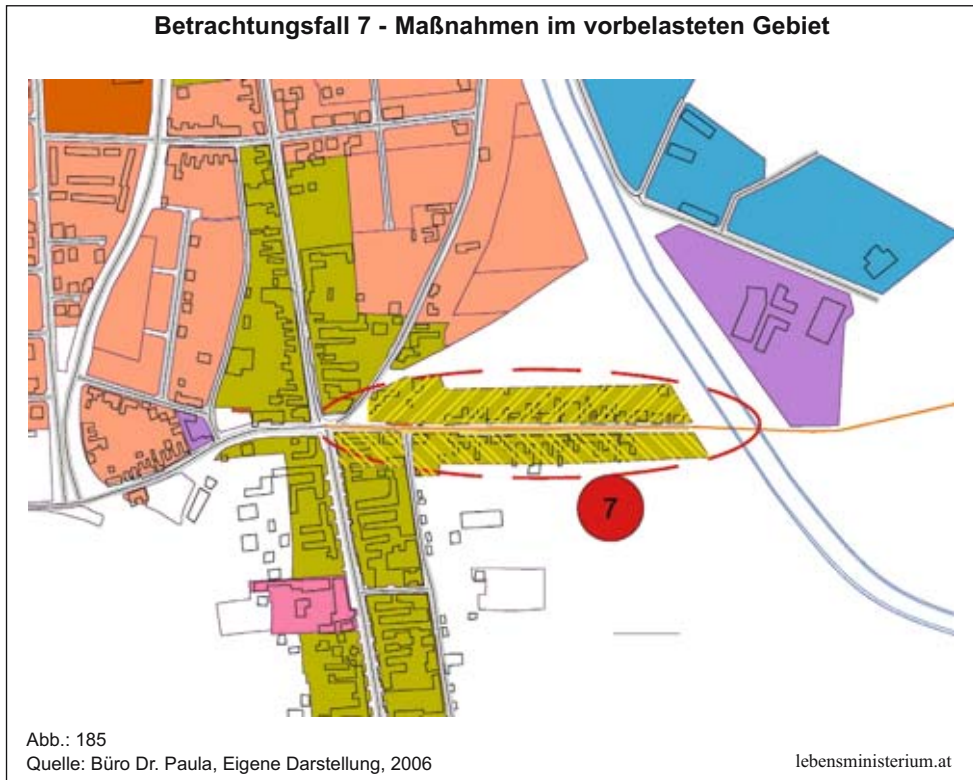 Betrachtungsfall 7 - Maßnahmen im vorbelasteten Gebiet
7
Abb.: 185
Quelle: Büro Dr. Paula, Eigene Darstellung, 2006
lebensministerium.at